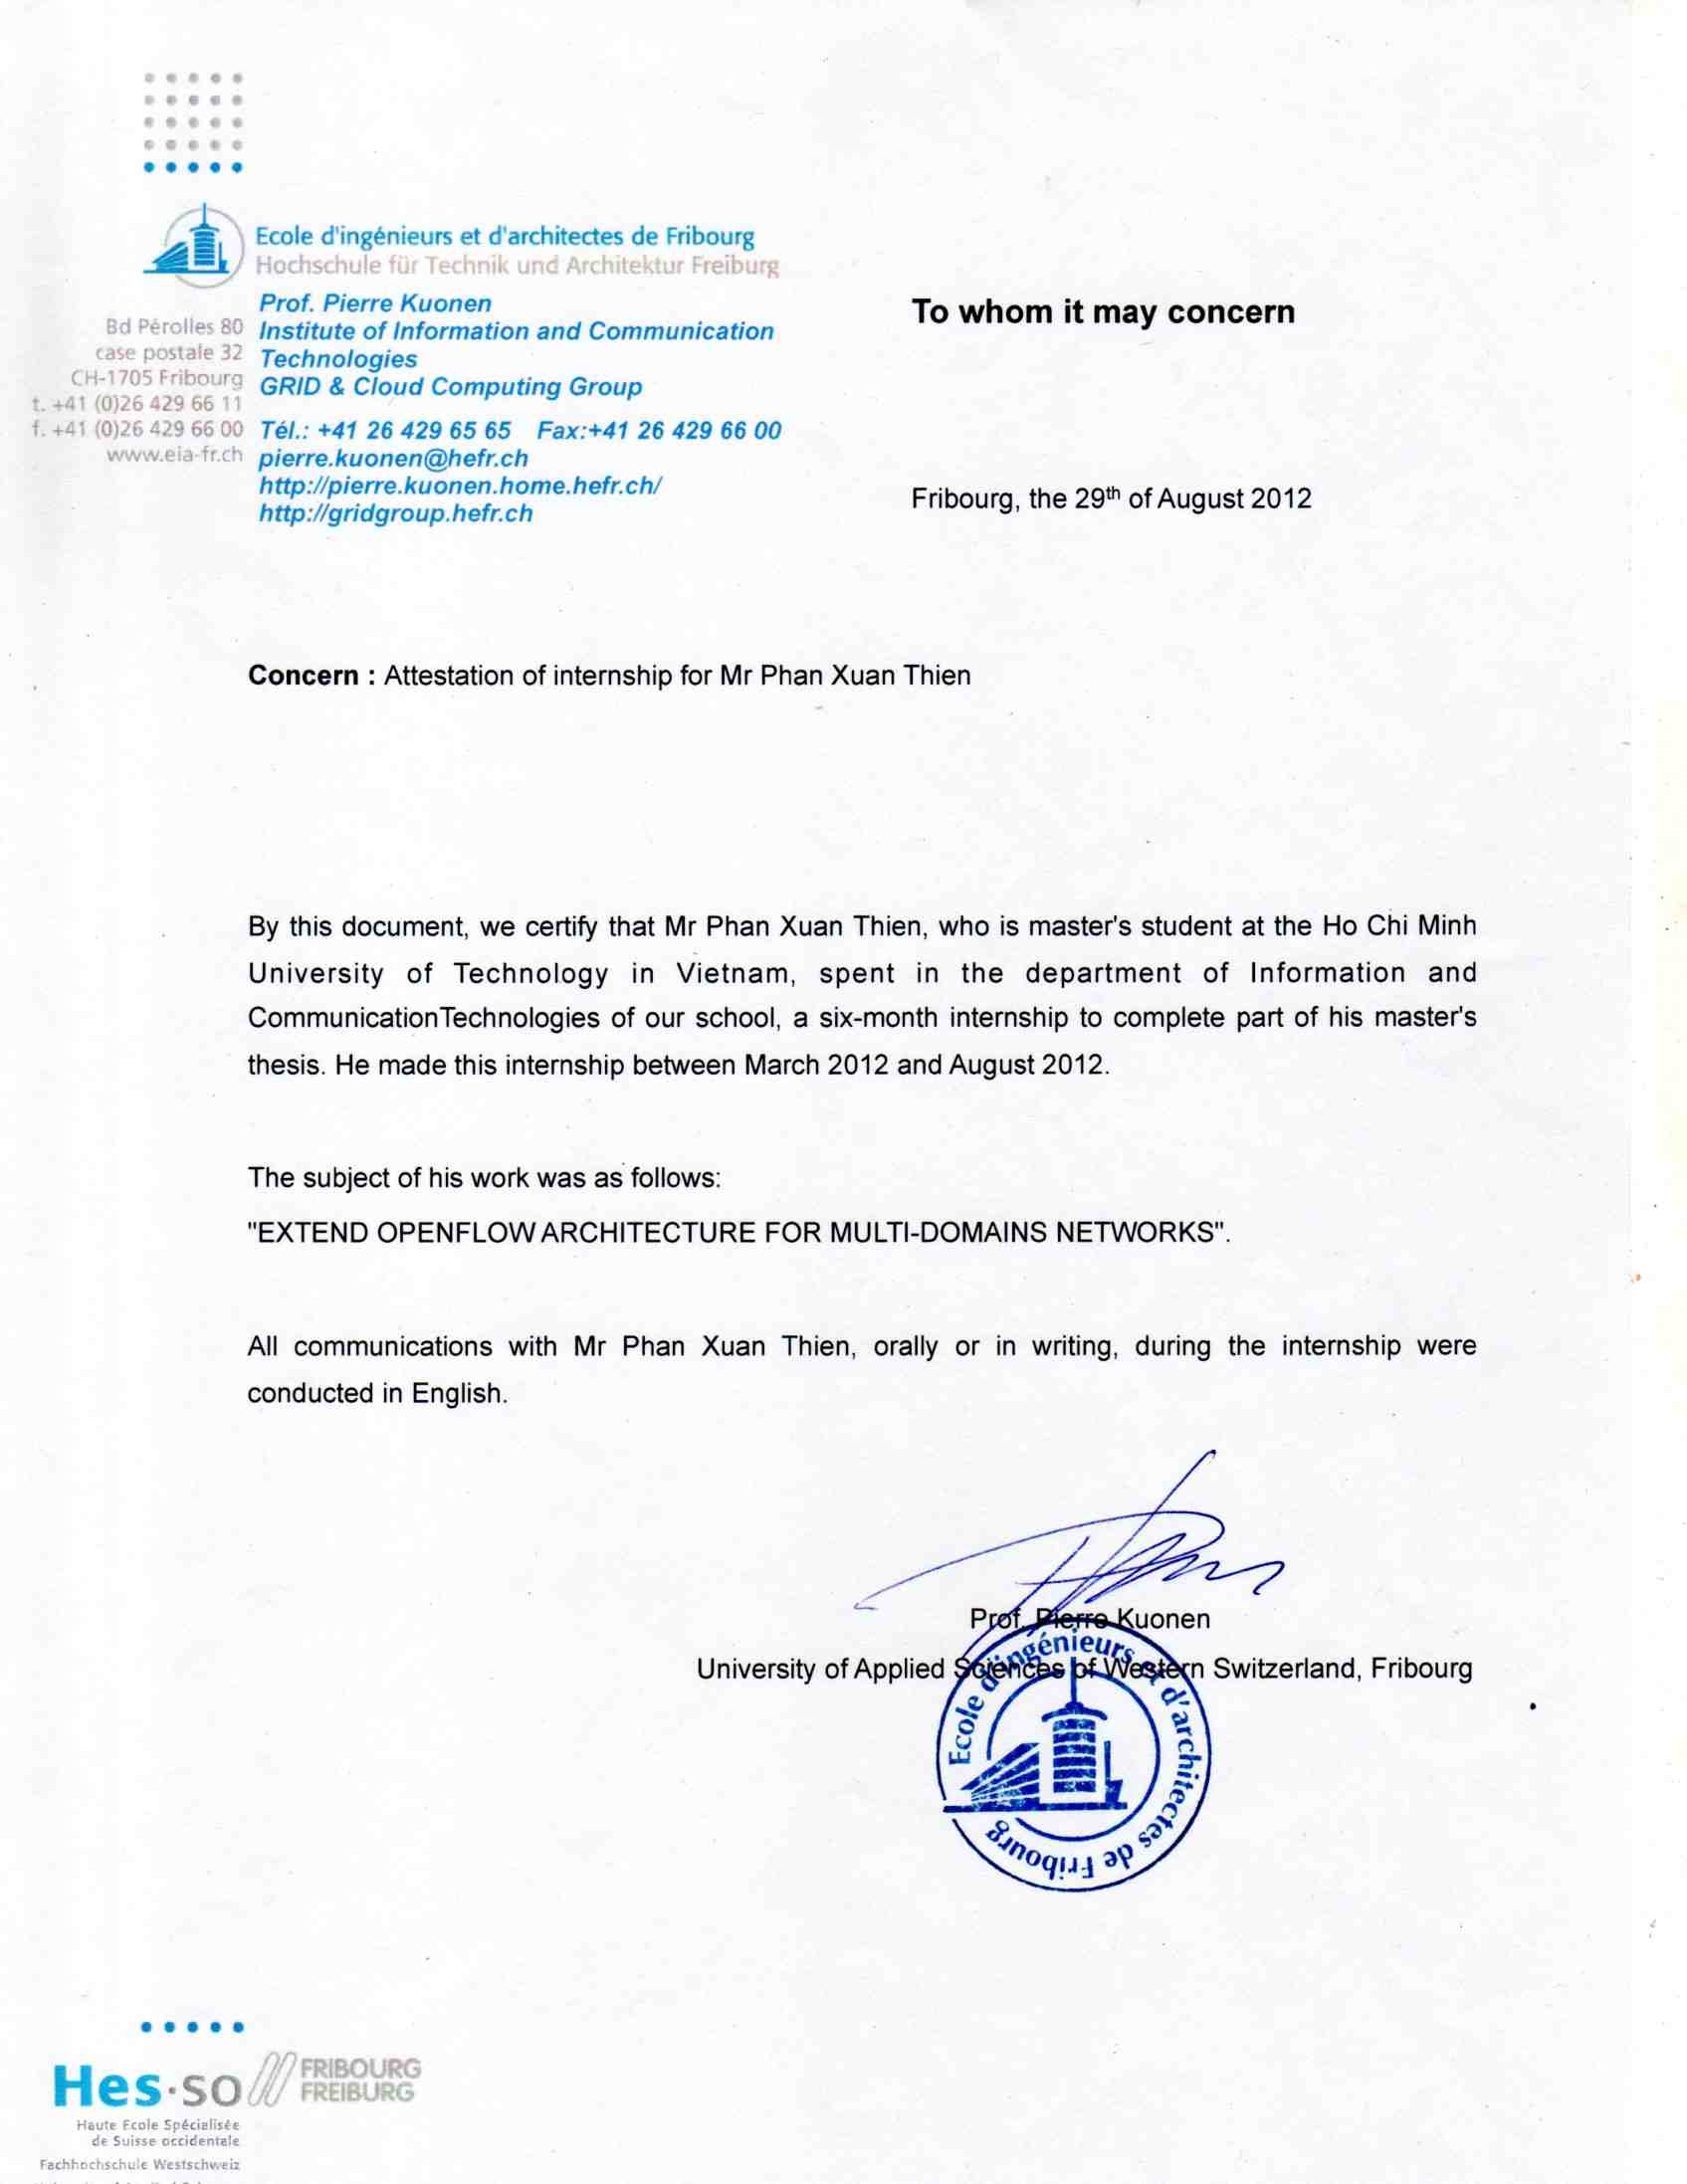 Ecole d'ingénieurs et d'architectes de Fribourg
Hochschule für Technik und Architektur Freiburg
Bd Pérolles 80
case postale 32
CH-1705 Fribourg
t. +41 (0)26 429 66 11
f. +41 (0)26 429 66 00
www.eia-fr.ch
Prof. Pierre Kuonen
Institute of Information and Communication
Technologies
GRID & Cloud Computing Group
Tél.: +41 26 429 65 65 Fax:+41 26 429 66 00
pierre.kuonen@hefr.ch
http://pierre.kuonen.home.hefr.ch/
http://gridgroup.hefr.ch
To whom it may concern
Fribourg, the 29th of August 2012
Concern : Attestation of internship for Mr Phan Xuan Thien
By this document, we certify that Mr Phan Xuan Thien, who is master's student at the Ho Chi Minh
University of Technology in Vietnam, spent in the department of Information and
CommunicationTechnologies of our school, a six-month internship to complete part of his master's
thesis. He made this internship between March 2012 and August 2012.
The subject of his work was as follows:
"EXTEND OPENFLOW ARCHITECTURE FOR MULTI-DOMAINS NETWORKS".
All communications with Mr Phan Xuan Thien, orally or in writing, during the internship were
conducted in English.
Prof. Pierre Kuonen
University of Applied Sciences of Western Switzerland, Fribourg
Ecole d'ingénieurs et d'architectes de Fribourg
Hes·so
FRIBOURG
FREIBURG
Haute Ecole Spécialisée
de Suisse occidentale
Fachhochschule Westschweiz